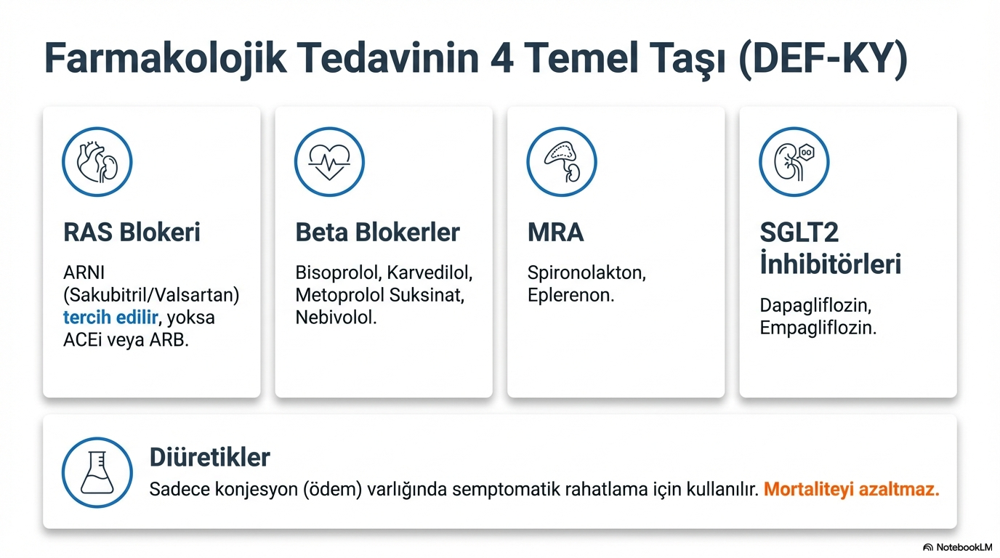 Farmakolojik Tedavinin 4 Temel Taşı (DEF-KY)
RAS Blokeri
ARNI
(Sakubitril/Valsartan)
tercih edilir, yoksa
ACEi veya ARB.
Beta Blokerler
Bisoprolol, Karvedilol,
Metoprolol Suksinat,
Nebivolol.
MRA
Spironolakton,
Eplerenon.
SGLT2
İnhibitörleri
Dapagliflozin,
Empagliflozin.
Diüretikler
Sadece konjesyon (ödem) varlığında semptomatik rahatlama için kullanılır. Mortaliteyi azaltmaz.
NotebookLM